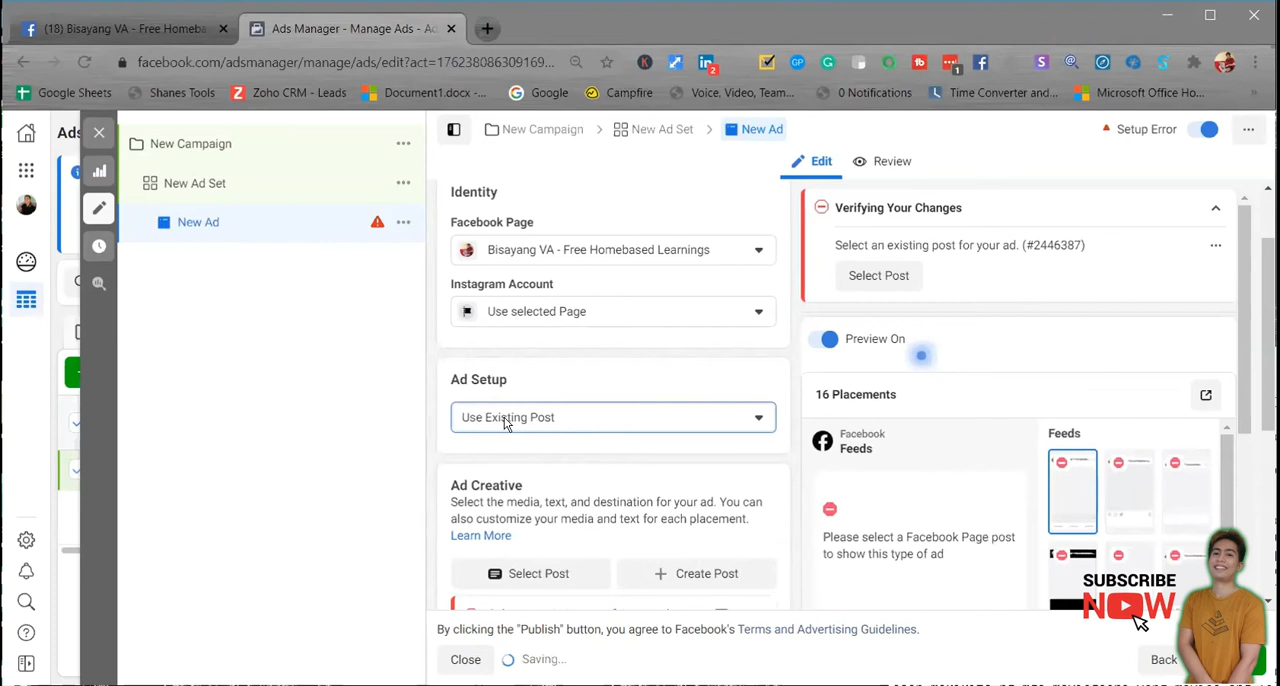 (18) Bisayang VA - Free Homeba
Ads Manager - Manage Ads - Ad
facebook.com/adsmanager/manage/ads/edit?act=176238086309169...
2
1
Google Sheets
Shanes Tools
Zoho CRM - Leads
Document1.docx -...
Google
Campfire
Voice, Video, Team...
0 Notifications
Time Converter and...
Microsoft Office Ho...
Ads
New Campaign
New Ad Set
New Ad
New Campaign > New Ad Set > New Ad
Setup Error
Edit
Review
Identity
Facebook Page
Bisayang VA - Free Homebased Learnings
Instagram Account
Use selected Page
Ad Setup
Use Existing Post
Ad Creative
Select the media, text, and destination for your ad. You can
also customize your media and text for each placement.
Learn More
Select Post
+ Create Post
Verifying Your Changes
Select an existing post for your ad. (#2446387)
Select Post
Preview On
16 Placements
Facebook
Feeds
Please select a Facebook Page post
to show this type of ad
Feeds
SUBSCRIBE
NOW
By clicking the "Publish" button, you agree to Facebook's Terms and Advertising Guidelines.
Close
Saving...
Back